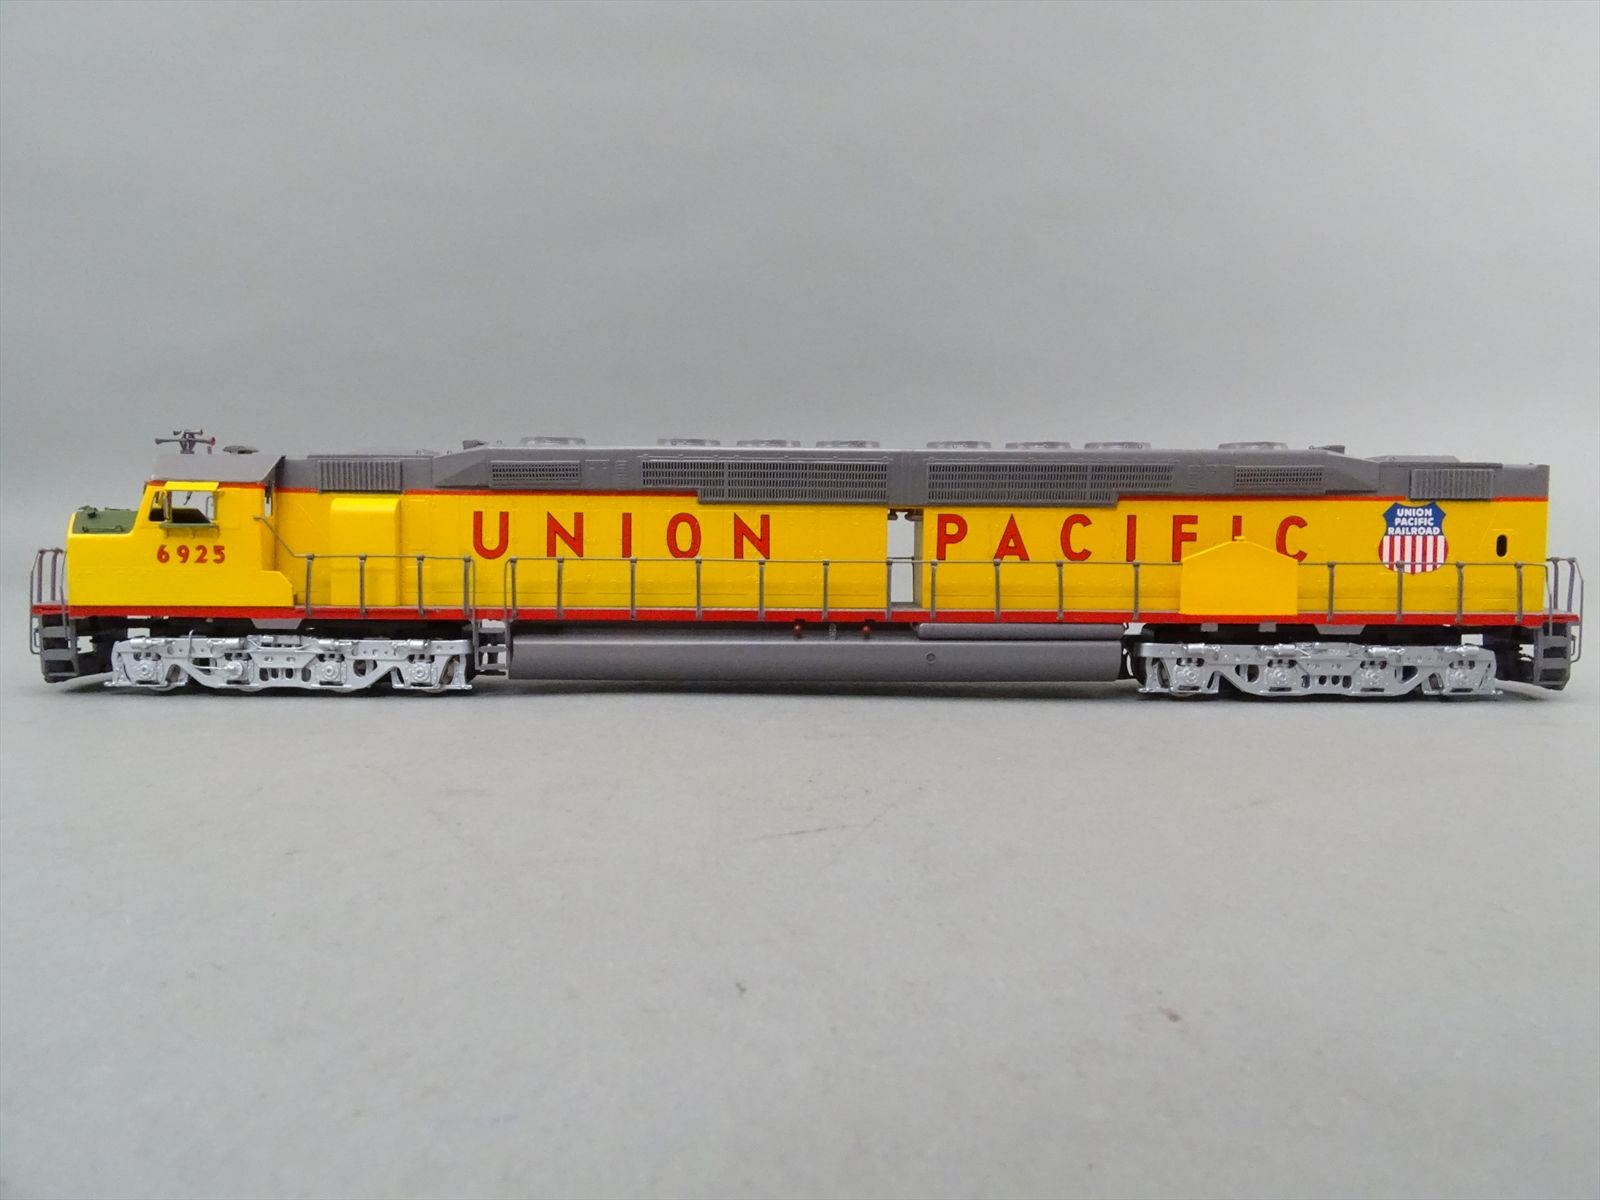 6925
UNION PACIFIC
UNION
PACIFIC
RAILROAD